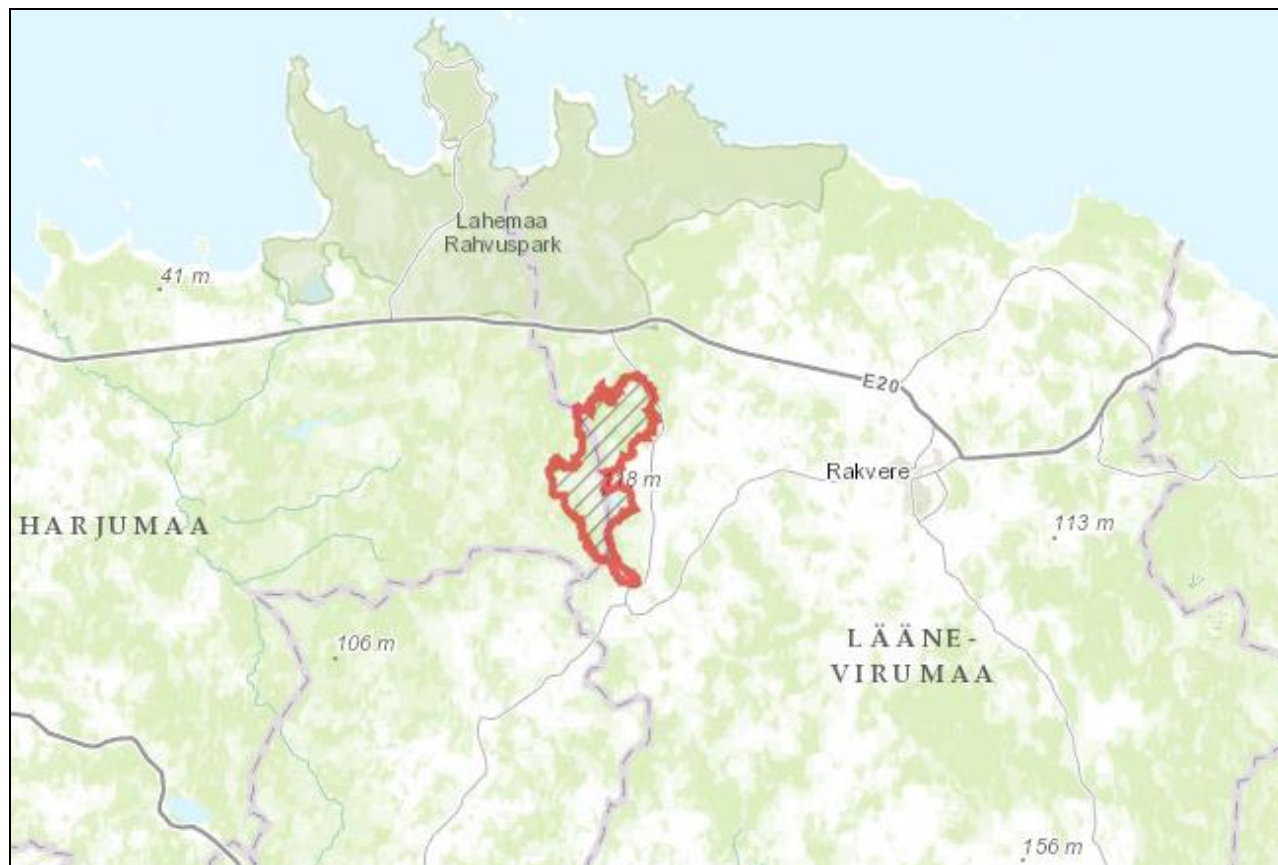 Lahemaa
Rahvuspark
41 m
E20
118 m
Rakvere
HARJUMAA
113 m
106 m
LÄÄNE-
VIRUMAA
156 m